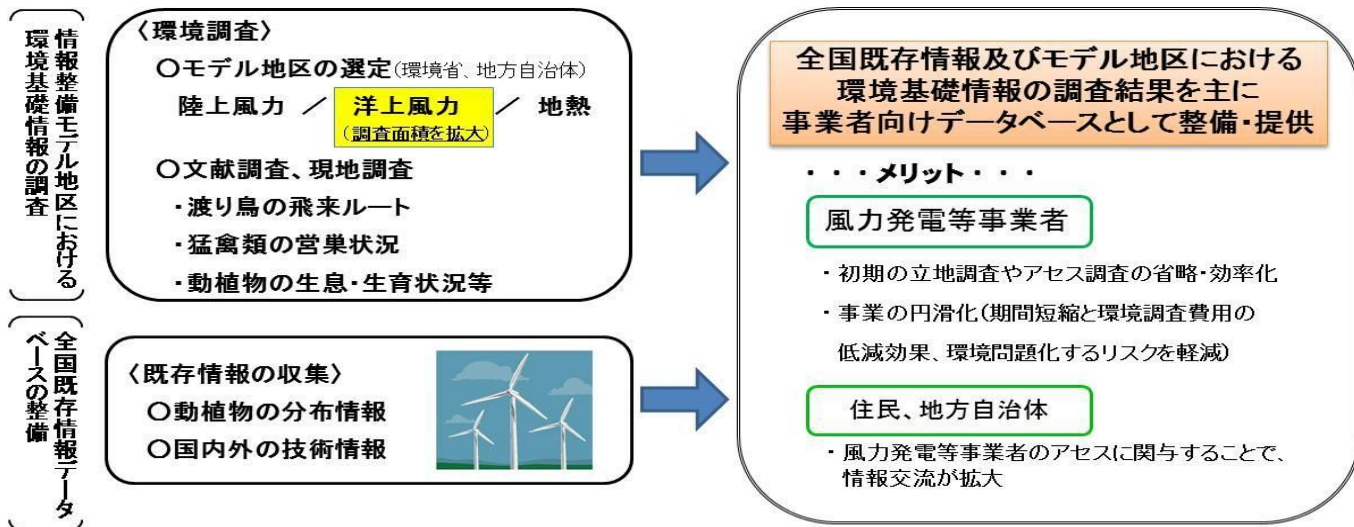 情報整備モデル地区における
環境基礎情報の調査
〈環境調査〉
○モデル地区の選定(環境省、地方自治体)
陸上風力 ／ 洋上風力 ／ 地熱
(調査面積を拡大)
○文献調査、現地調査
・渡り鳥の飛来ルート
・猛禽類の営巣状況
・動植物の生息・生育状況等
全国既存情報データ
ベースの整備
〈既存情報の収集〉
○動植物の分布情報
○国内外の技術情報
全国既存情報及びモデル地区における
環境基礎情報の調査結果を主に
事業者向けデータベースとして整備・提供
・・・メリット・・・
風力発電等事業者
・初期の立地調査やアセス調査の省略・効率化
・事業の円滑化(期間短縮と環境調査費用の
低減効果、環境問題化するリスクを軽減)
住民、地方自治体
・風力発電等事業者のアセスに関与することで、
情報交流が拡大